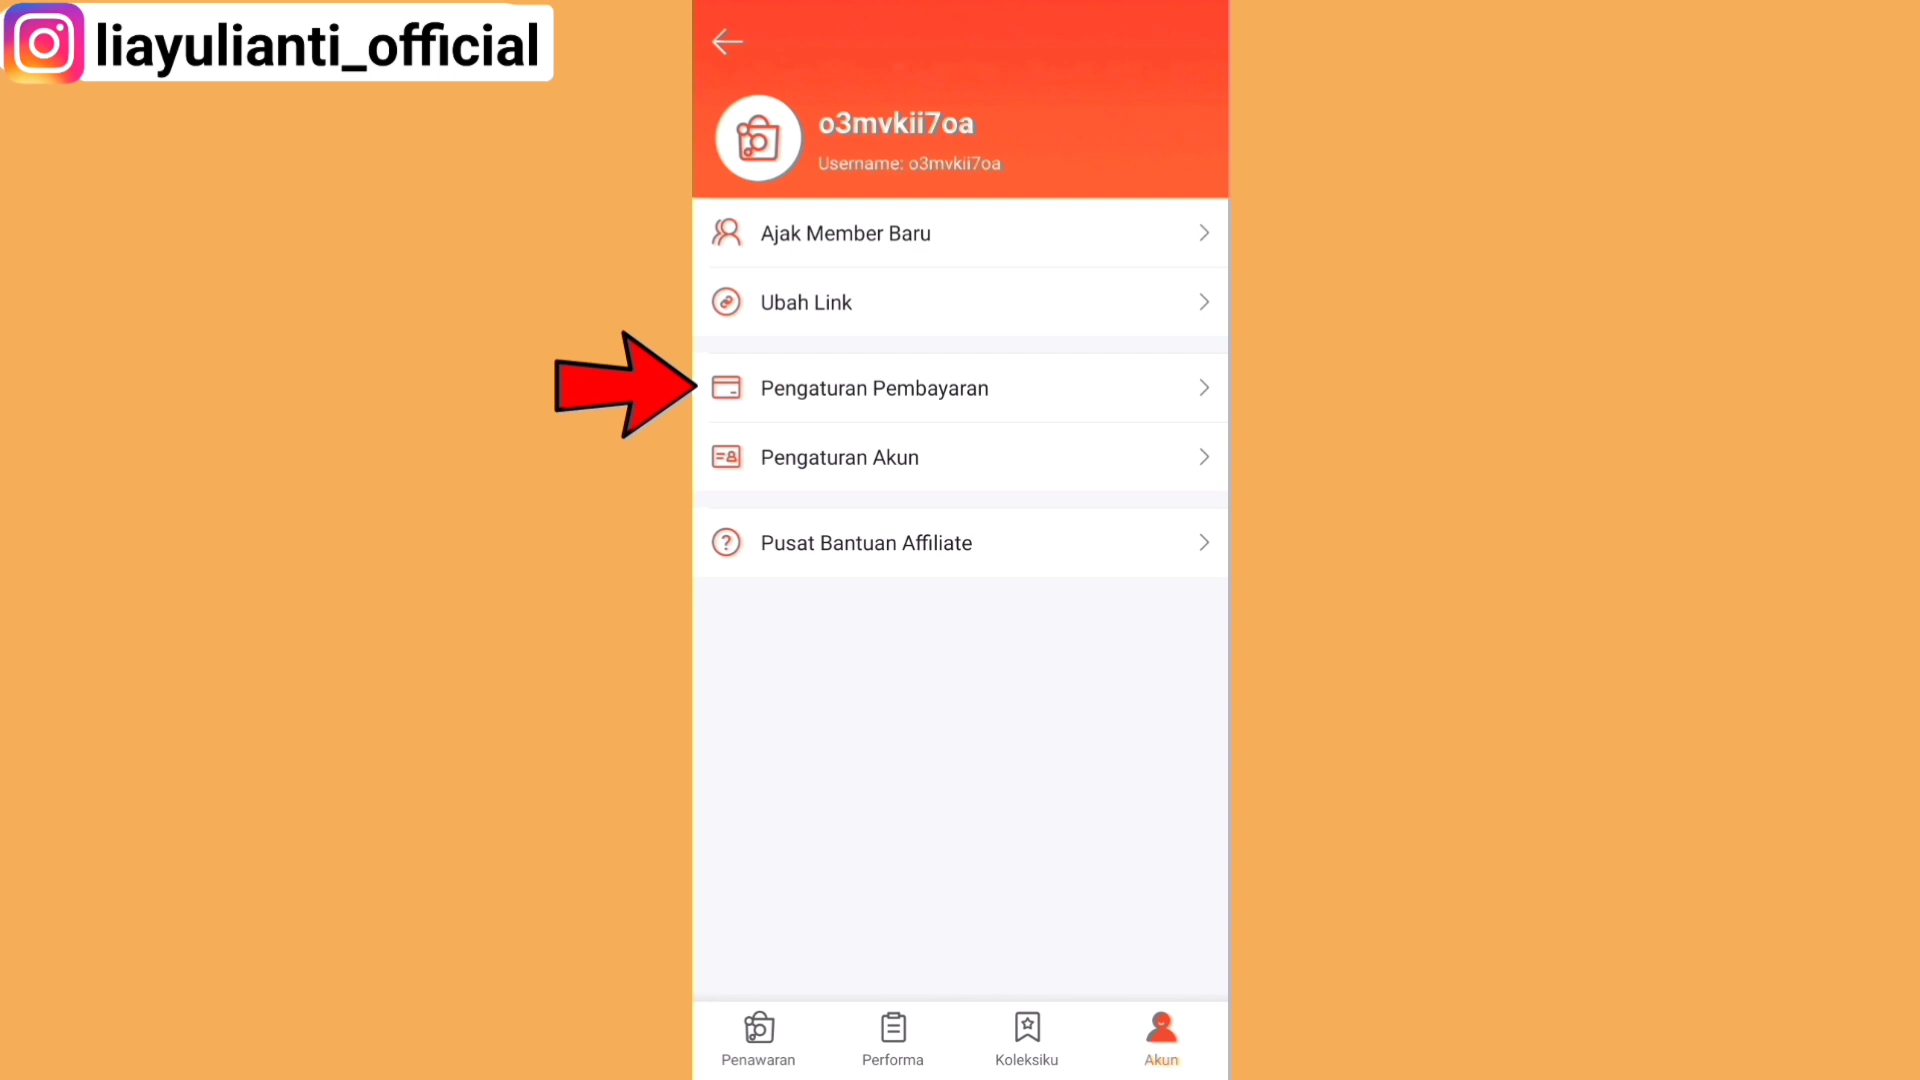 liayulianti_official
o3mvkii7oa
Username: o3mvkii7oa
Ajak Member Baru
Ubah Link
Pengaturan Pembayaran
Pengaturan Akun
Pusat Bantuan Affiliate
Penawaran
Performa
Koleksiku
Akun